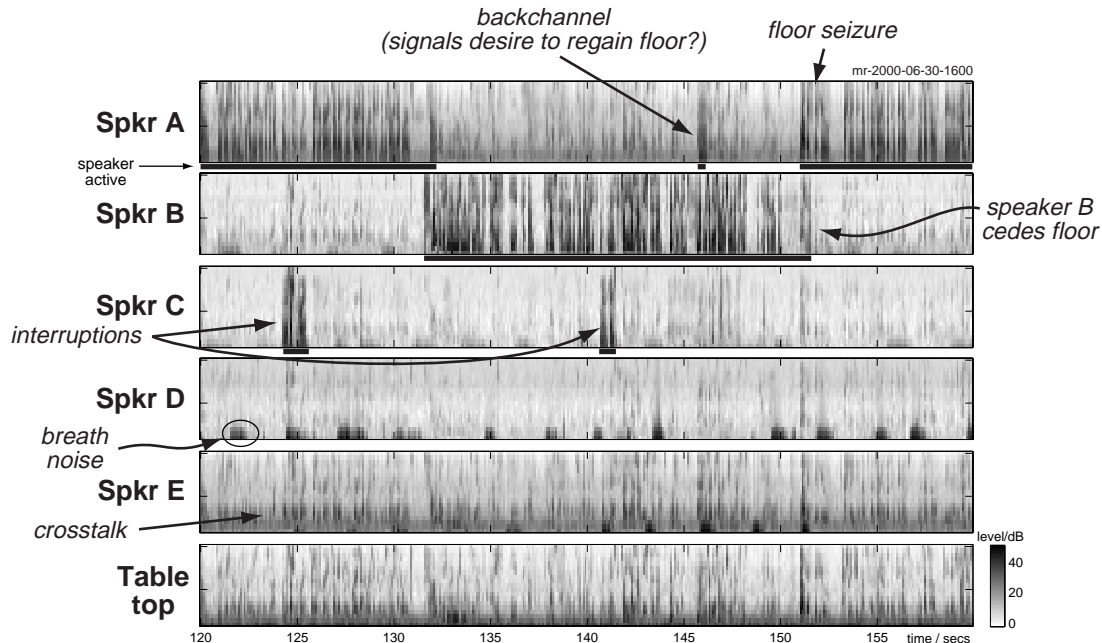 backchannel
(signals desire to regain floor?)
floor seizure
mr-2000-06-30-1600
Spkr A
speaker
active
Spkr B
speaker B
cedes floor
Spkr C
interruptions
Spkr D
breath
noise
Spkr E
crosstalk
level/dB
40
20
0
Table
top
120 125 130 135 140 145 150 155 time / secs